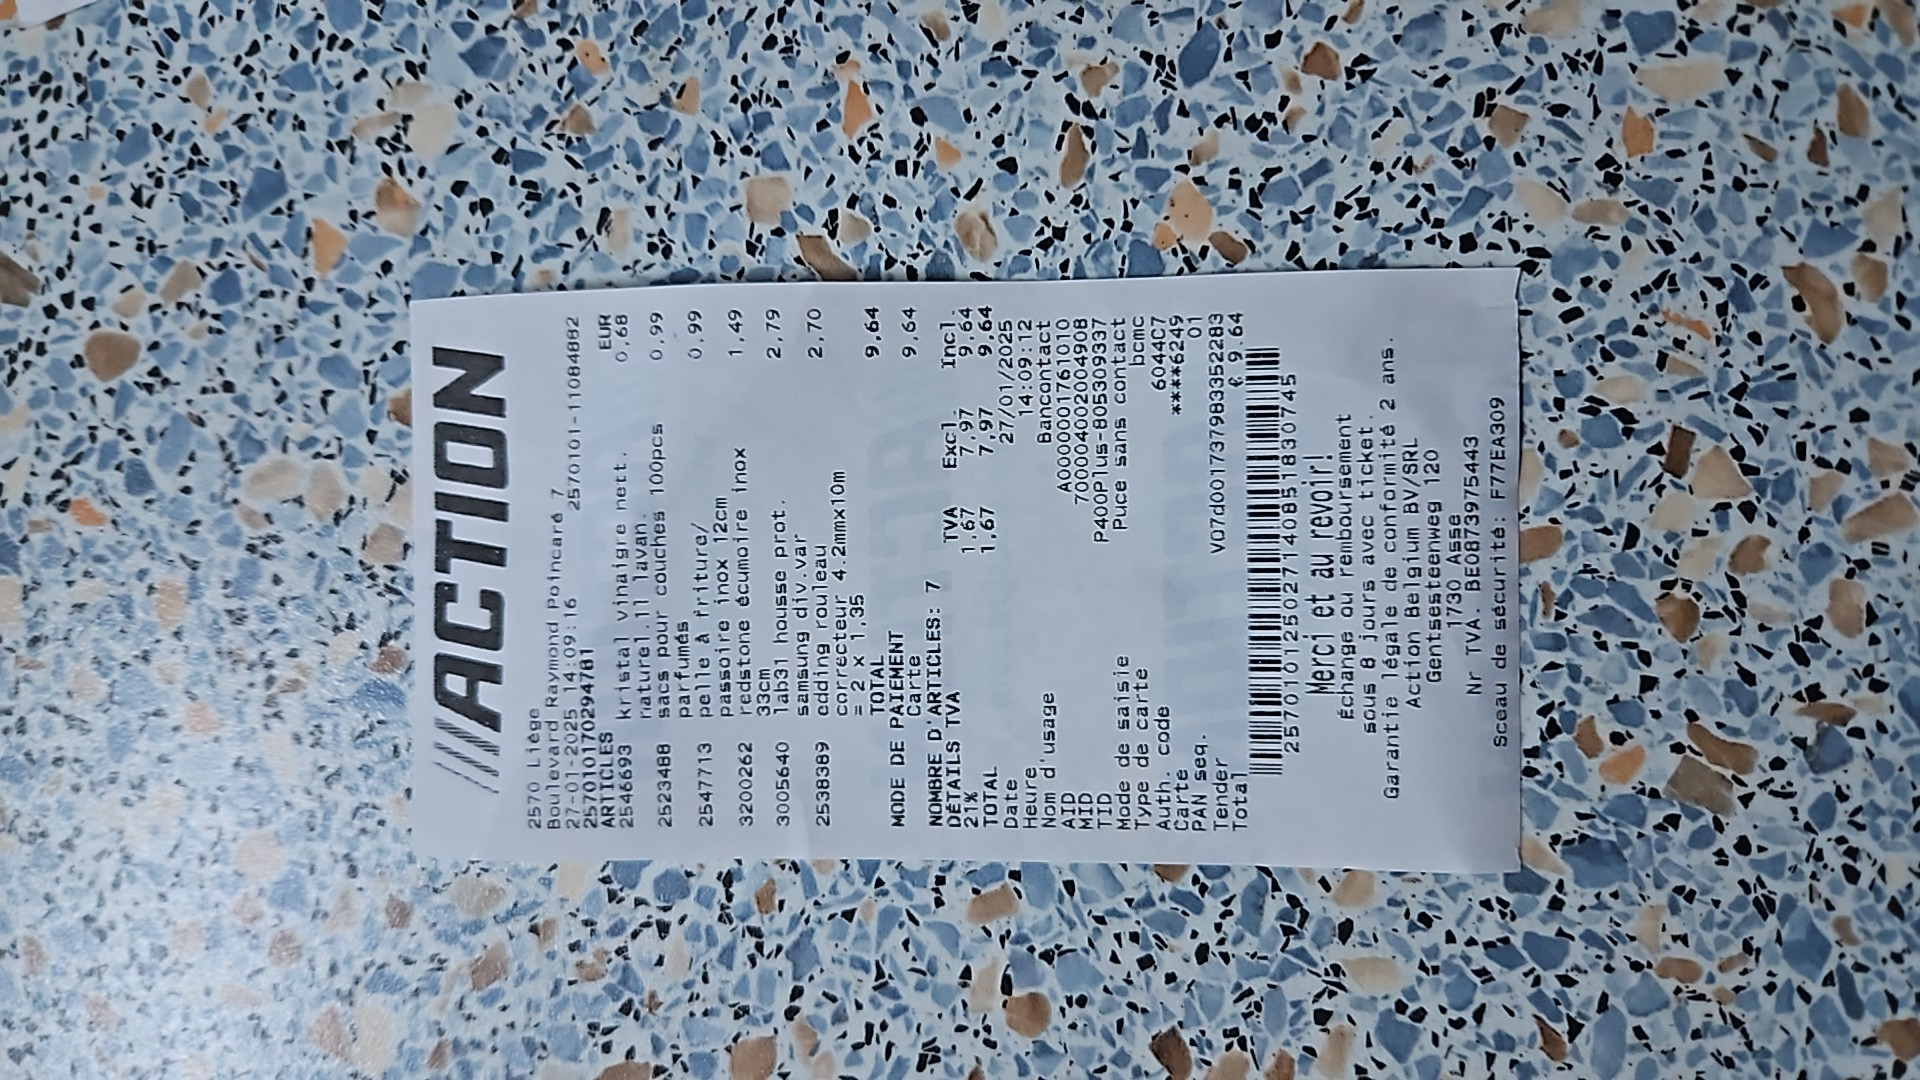 ACTION
2570 Liège
Boulevard Raymond Poincaré 7
27-01-2025 14:09:16 2570101-11084882
2570101170294781
ARTICLES EUR
2546693 kristal vinaigre nett. 0,68
naturel.1l lavan.
2523488 sacs pour couches 100pcs 0,99
parfumés
2547713 pelle à friture/ 0,99
passoire inox 12cm
3200262 redstone écumoire inox 1,49
33cm
3005640 lab31 housse prot. 2,79
samsung div.var
2538389 edding rouleau 2,70
correcteur 4.2mmx10m
= 2 x 1,35
TOTAL 9,64
MODE DE PAIEMENT
Carte 9,64
NOMBRE D'ARTICLES: 7
DÉTAILS TVA TVA Excl. Incl.
21% 1,67 7,97 9,64
TOTAL 1,67 7,97 9,64
Date 27/01/2025
Heure 14:09:12
Nom d'usage Bancontact
AID A0000001761010
MID 70000400200­4908
TID P400Plus-805309337
Mode de saisie Puce sans contact
Type de carte bcmc
Auth. code 6044C7
Carte ****6249
PAN seq. 01
Tender V07d001737983352283
Total € 9.64
2570101250271408518307­45
Merci et au revoir!
Échange ou remboursement
sous 8 jours avec ticket.
Garantie légale de conformité 2 ans.
Action Belgium BV/SRL
Gentsesteenweg 120
1730 Asse
Nr TVA. BE0873975443
Sceau de sécurité: F77EA309